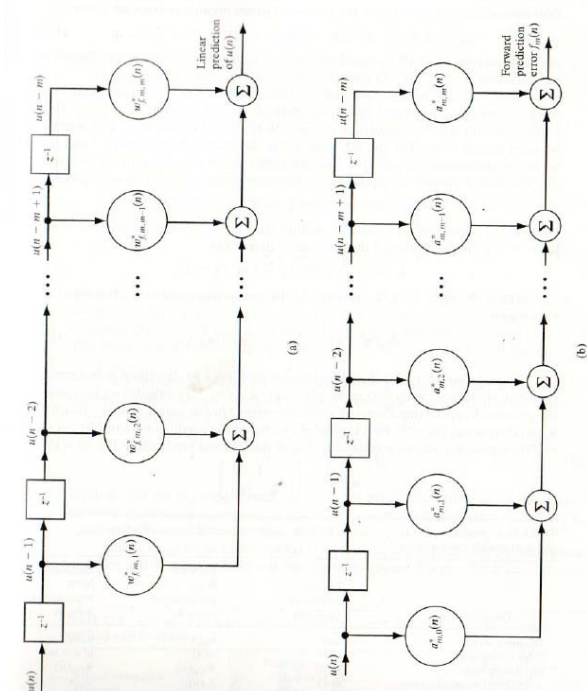 u(n)
z⁻¹
u(n − 1)
z⁻¹
u(n − 2)
...
u(n − m + 1)
z⁻¹
u(n − m)
w*f,m,1(n)
w*f,m,2(n)
...
w*f,m,m−1(n)
w*f,m,m(n)
Σ
...
Σ
Σ
Linear
prediction
of u(n)
(a)
u(n)
z⁻¹
u(n − 1)
z⁻¹
u(n − 2)
...
u(n − m + 1)
z⁻¹
u(n − m)
a*m,0(n)
a*m,1(n)
a*m,2(n)
...
a*m,m−1(n)
a*m,m(n)
Σ
Σ
...
Σ
Σ
Forward
prediction
error fm(n)
(b)